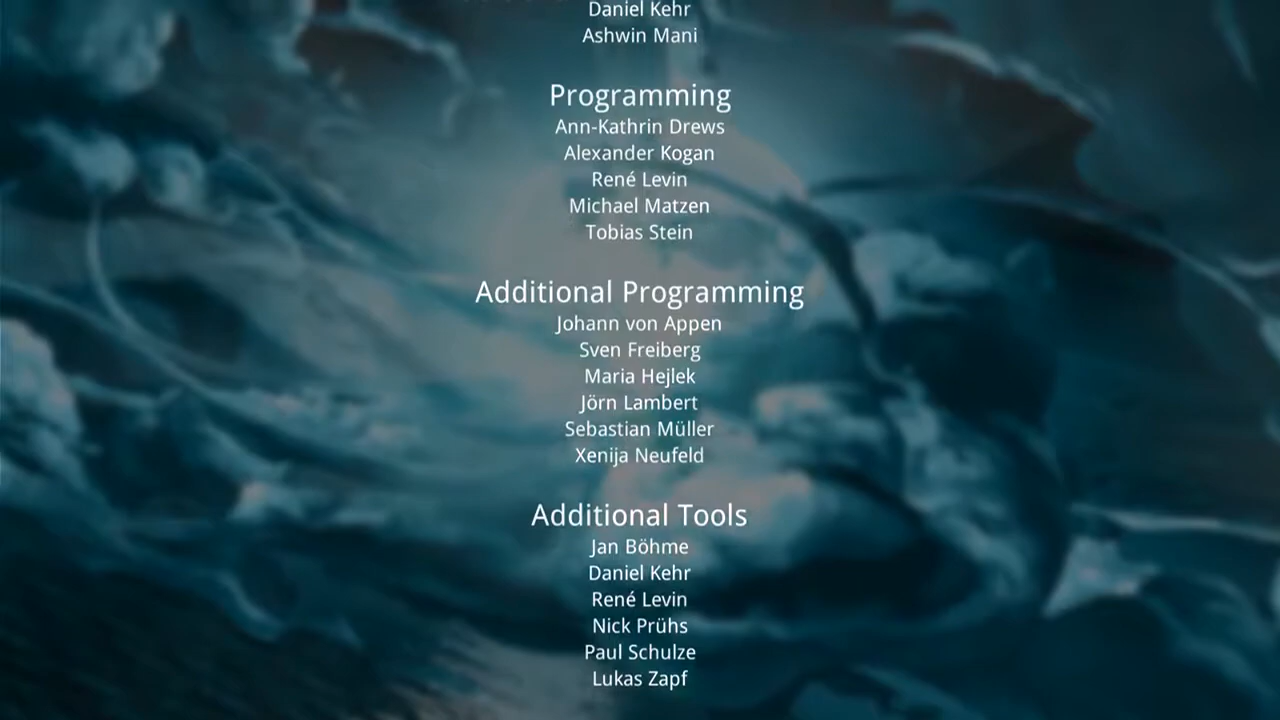 Daniel Kehr
Ashwin Mani
Programming
Ann-Kathrin Drews
Alexander Kogan
René Levin
Michael Matzen
Tobias Stein
Additional Programming
Johann von Appen
Sven Freiberg
Maria Hejlek
Jörn Lambert
Sebastian Müller
Xenija Neufeld
Additional Tools
Jan Böhme
Daniel Kehr
René Levin
Nick Prühs
Paul Schulze
Lukas Zapf